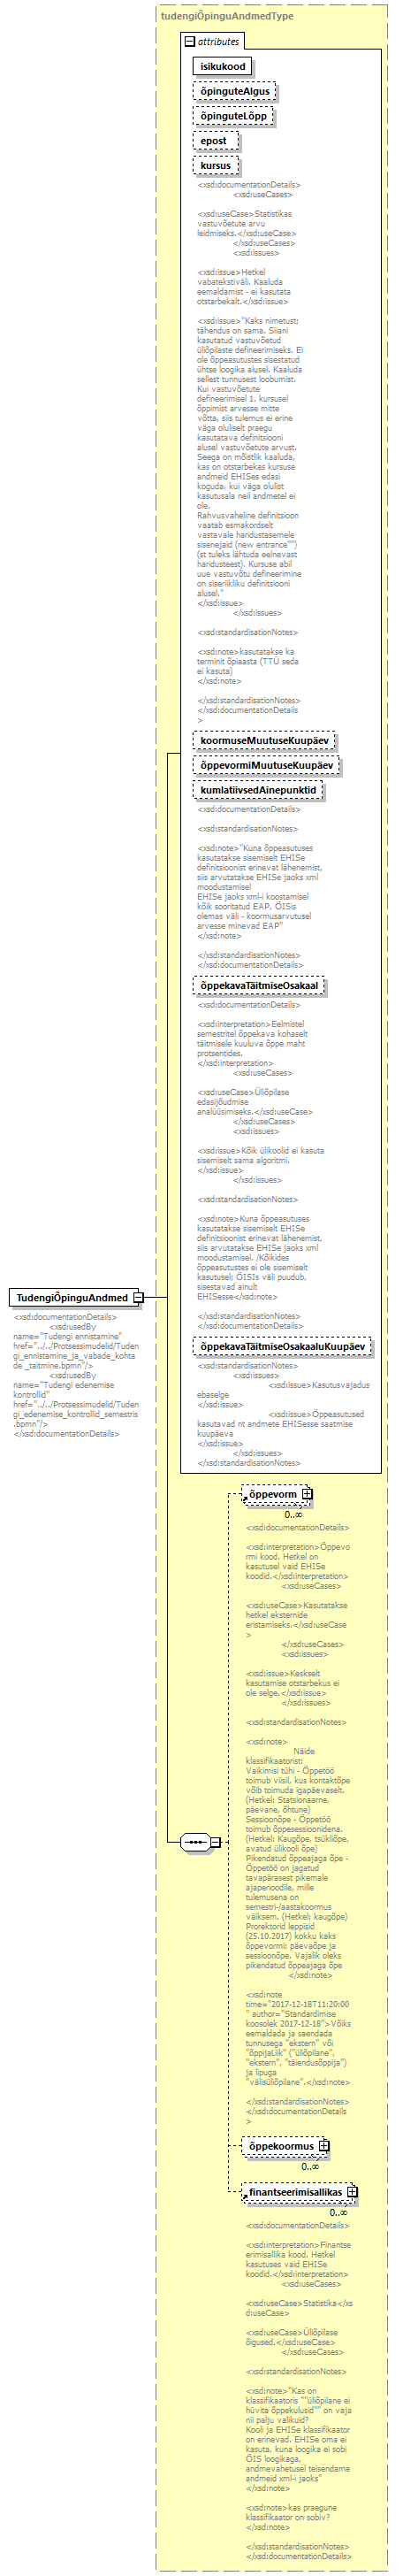 tudengiÕpinguAndmedType
attributes
isikukood
õpinguteAlgus
õpinguteLõpp
epost
kursus
<xsd:documentationDetails>
<xsd:useCases>
<xsd:useCase>Statistikas
vastuvõetute arvu
leidmiseks.</xsd:useCase>
</xsd:useCases>
<xsd:issues>
<xsd:issue>Hetkel
vabatekstiväli. Kaaluda
eemaldamist - ei kasutata
otstarbekalt.</xsd:issue>
<xsd:issue>"Kaks nimetust:
tähendus on sama. Siiani
kasutatud vastuvõetud
üliõpilaste defineerimiseks. Ei
ole õppeasutustes sisestatud
ühtse loogika alusel. Kaaluda
sellest tunnusest loobumist.
Kui vastuvõetute
defineerimisel 1. kursusel
õppimist arvesse mitte
võtta, siis tulemus ei erine
väga oluliselt praegu
kasutatava definitsiooni
alusel vastuvõetute arvust.
Seega on mõistlik kaaluda,
kas on otstarbekas kursuse
andmeid EHISes edasi
koguda, kui väga olulist
kasutusala neil andmetel ei
ole.
Rahvusvaheline definitsioon
vaatab esmakordselt
vastavale haridustasemele
sisenejaid (new entrance"")
(st tuleks lähtuda eelnevast
haridusteest). Kursuse abil
uue vastuvõtu defineerimine
on siseriikliku definitsiooni
alusel."
</xsd:issue>
</xsd:issues>
<xsd:standardisationNotes>
<xsd:note>kasutatakse ka
terminit õpiaasta (TTÜ seda
ei kasuta)
</xsd:note>
</xsd:standardisationNotes>
</xsd:documentationDetails
>
koormuseMuutuseKuupäev
õppevormiMuutuseKuupäev
kumlatiivsedAinepunktid
<xsd:documentationDetails>
<xsd:standardisationNotes>
<xsd:note>"Kuna õppeasutuses
kasutatakse sisemiselt EHISe
definitsioonist erinevat lähenemist,
siis arvutatakse EHISe jaoks xml
moodustamisel
EHISe jaoks xml-i koostamisel
kõik sooritatud EAP. ÕISis
olemas väli - koormusarvutusel
arvesse minevad EAP"
</xsd:note>
</xsd:standardisationNotes>
</xsd:documentationDetails>
õppekavaTäitmiseOsakaal
<xsd:documentationDetails>
<xsd:interpretation>Eelmistel
semestritel õppekava kohaselt
täitmisele kuuluva õppe maht
protsentides.
</xsd:interpretation>
<xsd:useCases>
<xsd:useCase>Üliõpilase
edasijõudmise
analüüsimiseks.</xsd:useCase>
</xsd:useCases>
<xsd:issues>
<xsd:issue>Kõik ülikoolid ei kasuta
sisemiselt sama algoritmi.
</xsd:issue>
</xsd:issues>
<xsd:standardisationNotes>
<xsd:note>Kuna õppeasutuses
kasutatakse sisemiselt EHISe
definitsioonist erinevat lähenemist,
siis arvutatakse EHISe jaoks xml
moodustamisel. /Kõikides
õppeasutustes ei ole sisemiselt
kasutusel; ÕISIs väli puudub,
sisestavad ainult
EHISesse</xsd:note>
</xsd:standardisationNotes>
</xsd:documentationDetails>
TudengiÕpinguAndmed
<xsd:documentationDetails>
<xsd:usedBy
name="Tudengi ennistamine"
href="../../Protsessimudelid/Tuden
gi_ennistamine_ja_vabade_kohta
de _taitmine.bpmn"/>
<xsd:usedBy
name="Tudengi edenemise
kontrollid"
href="../../Protsessimudelid/Tuden
gi_edenemise_kontrollid_semestris
.bpmn"/>
</xsd:documentationDetails>
õppekavaTäitmiseOsakaaluKuupäev
<xsd:standardisationNotes>
<xsd:issues>
<xsd:issue>Kasutusvajadus
ebaselge
</xsd:issue>
<xsd:issue>Õppeasutused
kasutavad nt andmete EHISesse saatmise
kuupäeva
</xsd:issue>
</xsd:issues>
</xsd:standardisationNotes>
õppevorm
0..∞
<xsd:documentationDetails>
<xsd:interpretation>Õppevo
rmi kood. Hetkel on
kasutusel vaid EHISe
koodid.</xsd:interpretation>
<xsd:useCases>
<xsd:useCase>Kasutatakse
hetkel eksternide
eristamiseks.</xsd:useCase
>
</xsd:useCases>
<xsd:issues>
<xsd:issue>Keskselt
kasutamise otstarbekus ei
ole selge.</xsd:issue>
</xsd:issues>
<xsd:standardisationNotes>
<xsd:note>
Näide
klassifikaatorist:
Vaikimisi tühi - Õppetöö
toimub viisil, kus kontaktõpe
võib toimuda igapäevaselt.
(Hetkel: Statsionaarne,
päevane, õhtune)
Sessioonõpe - Õppetöö
toimub õppesessioonidena.
(Hetkel: Kaugõpe, tsükliõpe,
avatud ülikooli õpe)
Pikendatud õppeajaga õpe -
Õppetöö on jagatud
tavapärasest pikemale
ajaperioodile, mille
tulemusena on
semestri-/aastakoormus
väiksem. (Hetkel: kaugõpe)
Prorektorid leppisid
(25.10.2017) kokku kaks
õppevormi: päevaõpe ja
sessioonõpe. Vajalik oleks
pikendatud õppeajaga õpe
</xsd:note>
<xsd:note
time="2017-12-18T11:20:00
" author="Standardimise
koosolek 2017-12-18">Võiks
eemaldada ja saendada
tunnusega "ekstern" või
"õppijaLiik" ("üliõpilane",
"ekstern", "täiendusõppija")
ja lipuga
"välisüliõpilane".</xsd:note>
</xsd:standardisationNotes>
</xsd:documentationDetails
>
õppekoormus
0..∞
finantseerimisallikas
0..∞
<xsd:documentationDetails>
<xsd:interpretation>Finantse
erimisallika kood. Hetkel
kasutuses vaid EHISe
koodid.</xsd:interpretation>
<xsd:useCases>
<xsd:useCase>Statistika</xs
d:useCase>
<xsd:useCase>Üliõpilase
õigused.</xsd:useCase>
</xsd:useCases>
<xsd:standardisationNotes>
<xsd:note>"Kas on
klassifikaatoris ""üliõpilane ei
hüvita õppekulusid"" on vaja
nii palju valikuid?
Kooli ja EHISe klassifikaator
on erinevad. EHISe oma ei
kasuta, kuna loogika ei sobi
ÕIS loogikaga,
andmevahetusel teisendame
andmeid xml-i jaoks"
</xsd:note>
<xsd:note>kas praegune
klassifikaator on sobiv?
</xsd:note>
</xsd:standardisationNotes>
</xsd:documentationDetails>